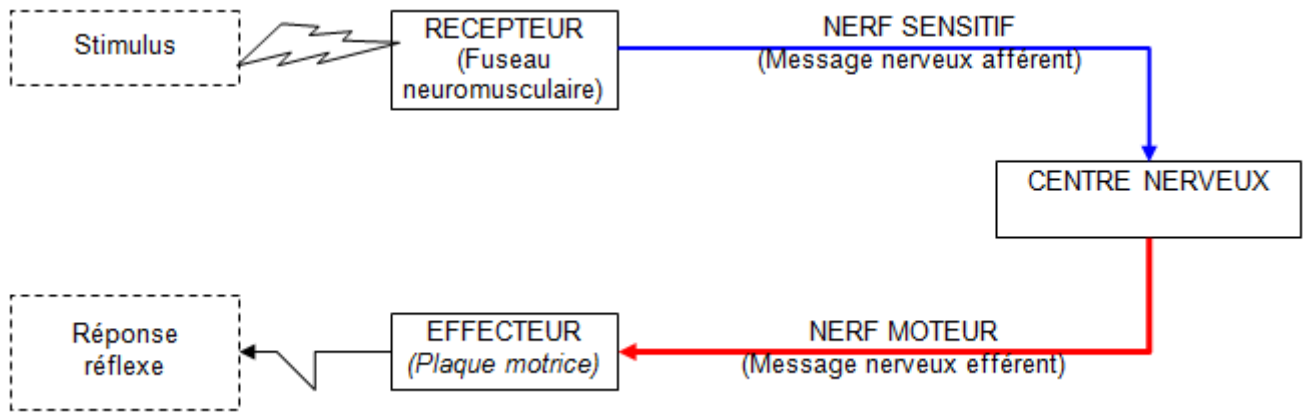 Stimulus
RECEPTEUR
(Fuseau
neuromusculaire)
NERF SENSITIF
(Message nerveux afférent)
CENTRE NERVEUX
Réponse
réflexe
EFFECTEUR
(Plaque motrice)
NERF MOTEUR
(Message nerveux efférent)